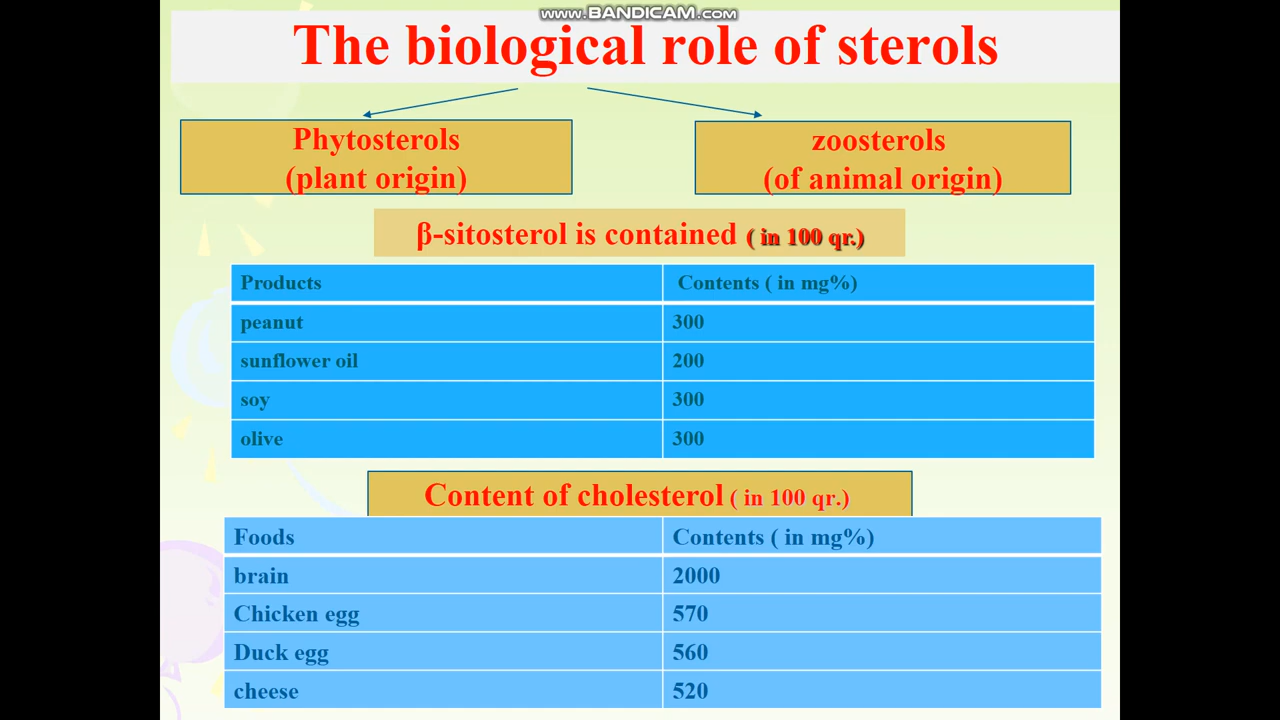 www.BANDICAM.com
The biological role of sterols
Phytosterols
(plant origin)
zoosterols
(of animal origin)
β-sitosterol is contained ( in 100 qr.)
Products Contents ( in mg%)
peanut 300
sunflower oil 200
soy 300
olive 300
Content of cholesterol ( in 100 qr.)
Foods Contents ( in mg%)
brain 2000
Chicken egg 570
Duck egg 560
cheese 520